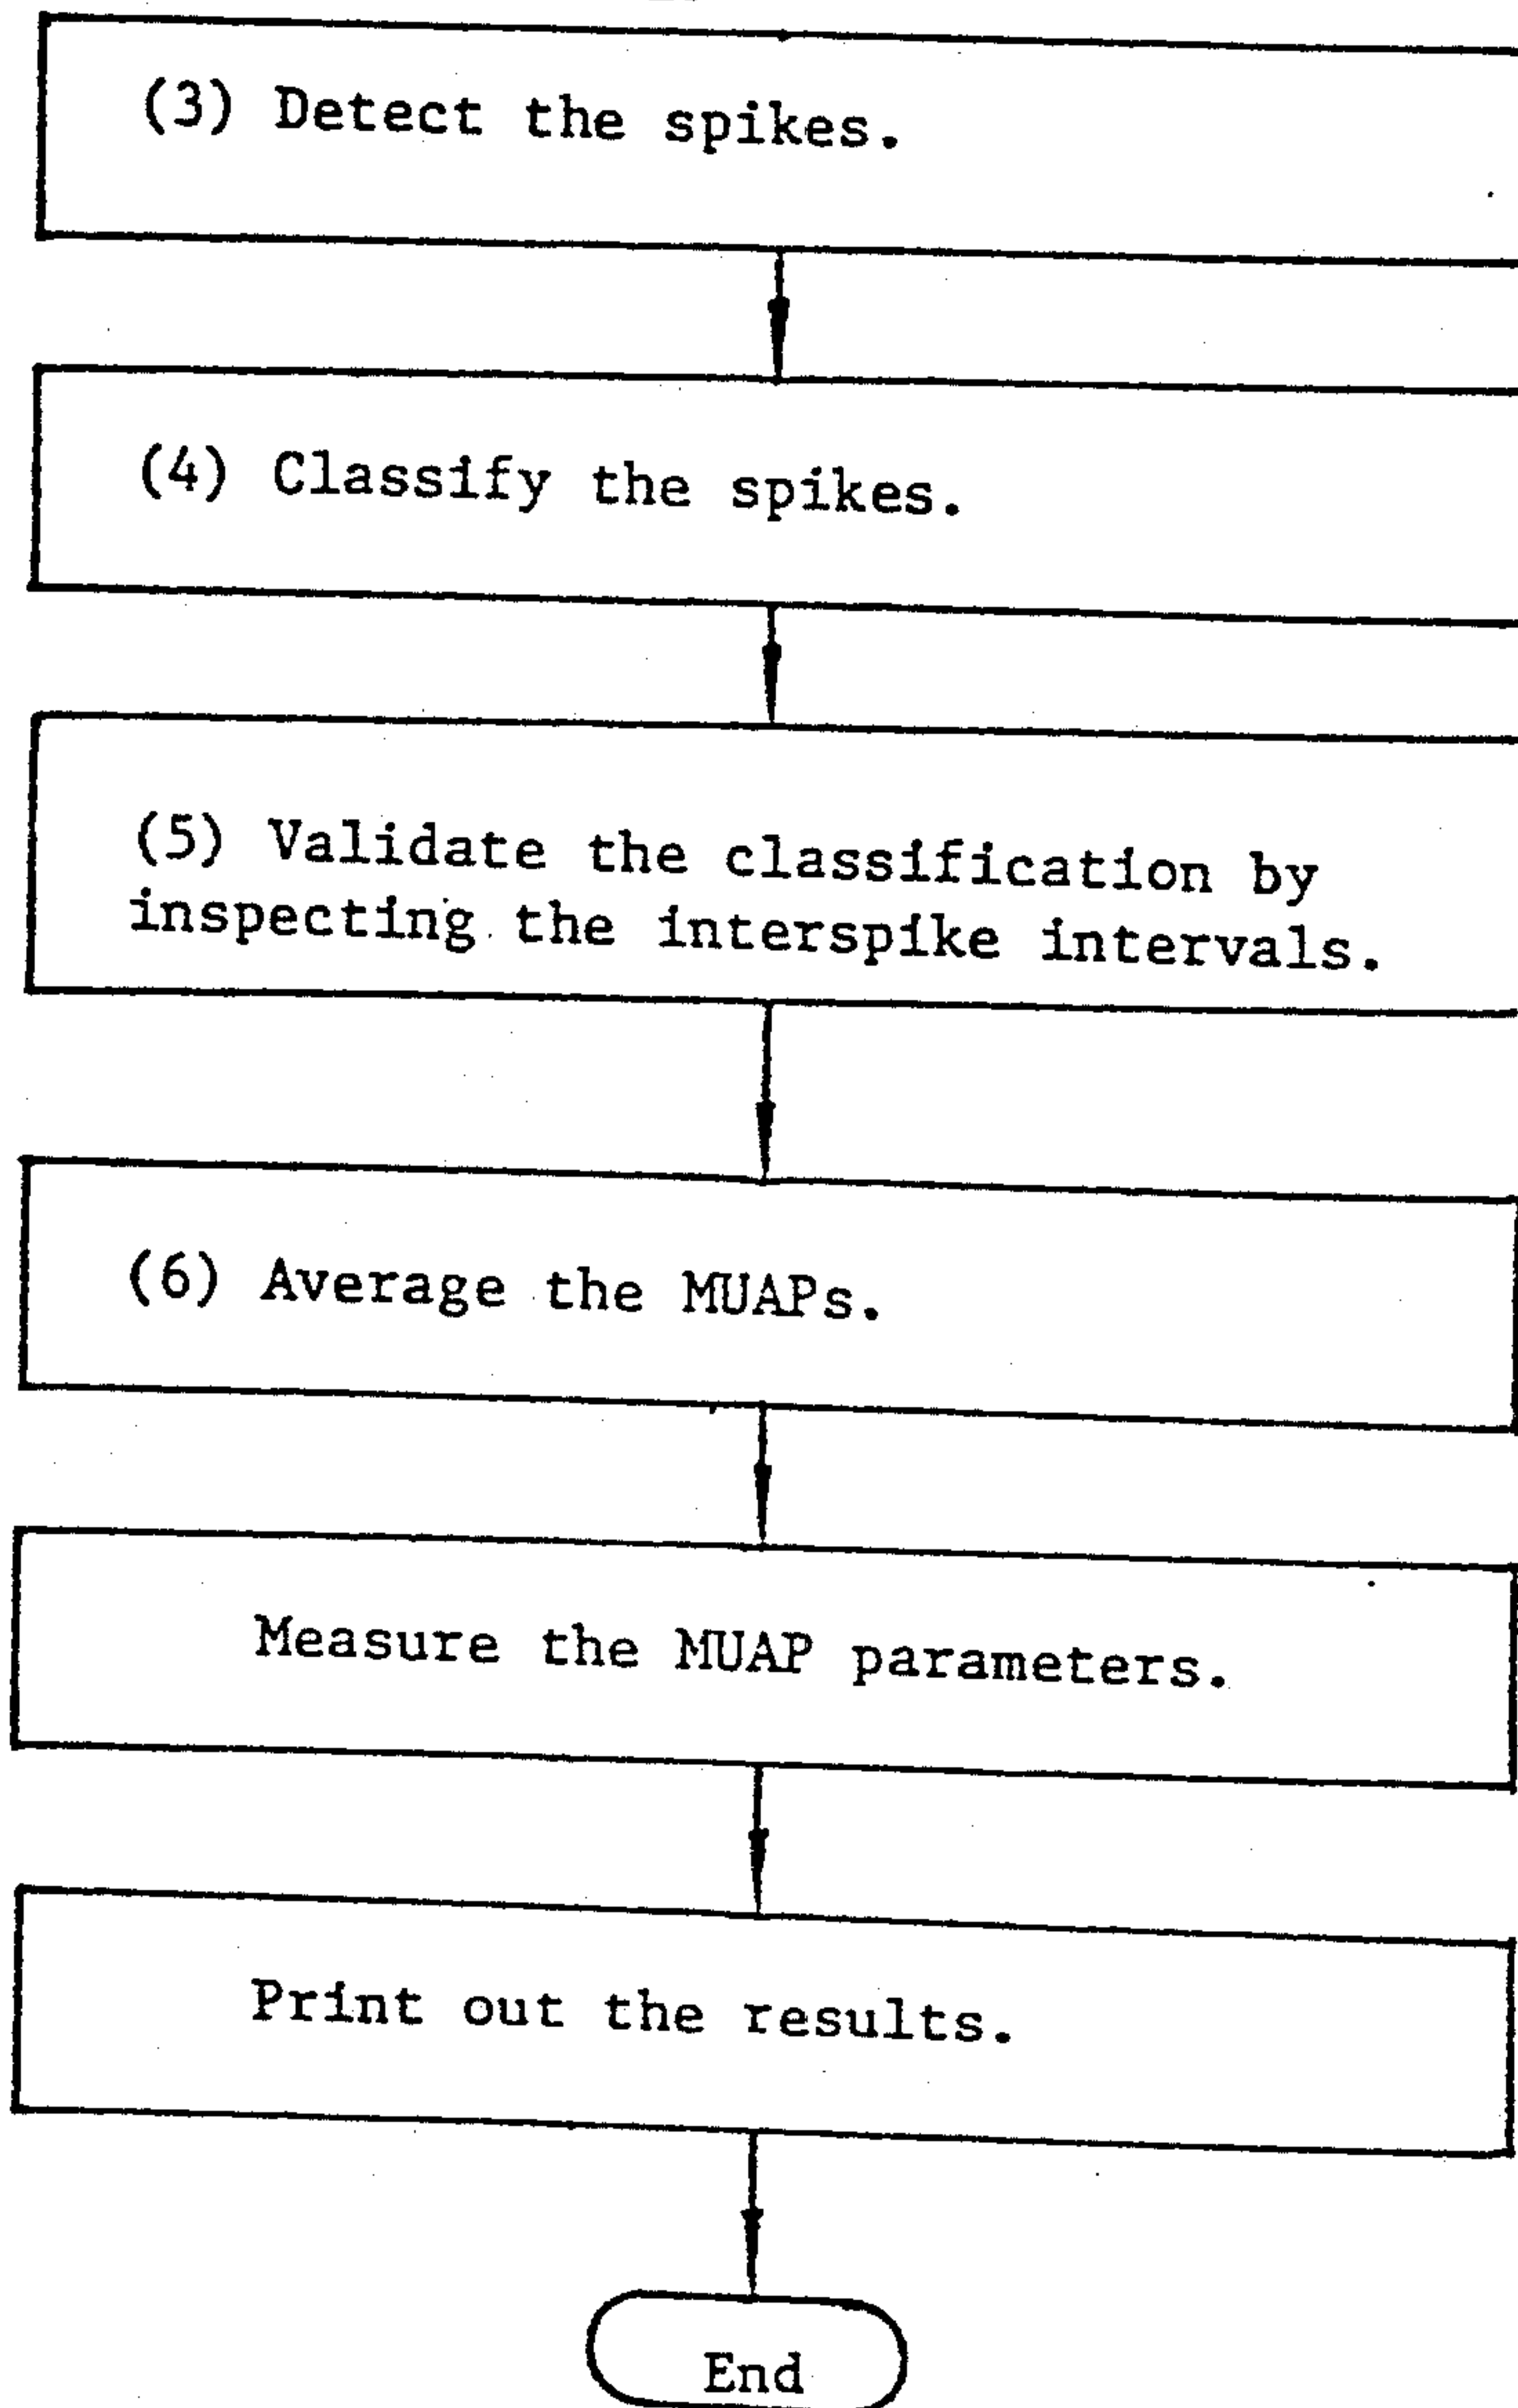 (3) Detect the spikes.
(4) Classify the spikes.
(5) Validate the classification by
inspecting the interspike intervals.
(6) Average the MUAPs.
Measure the MUAP parameters.
Print out the results.
End